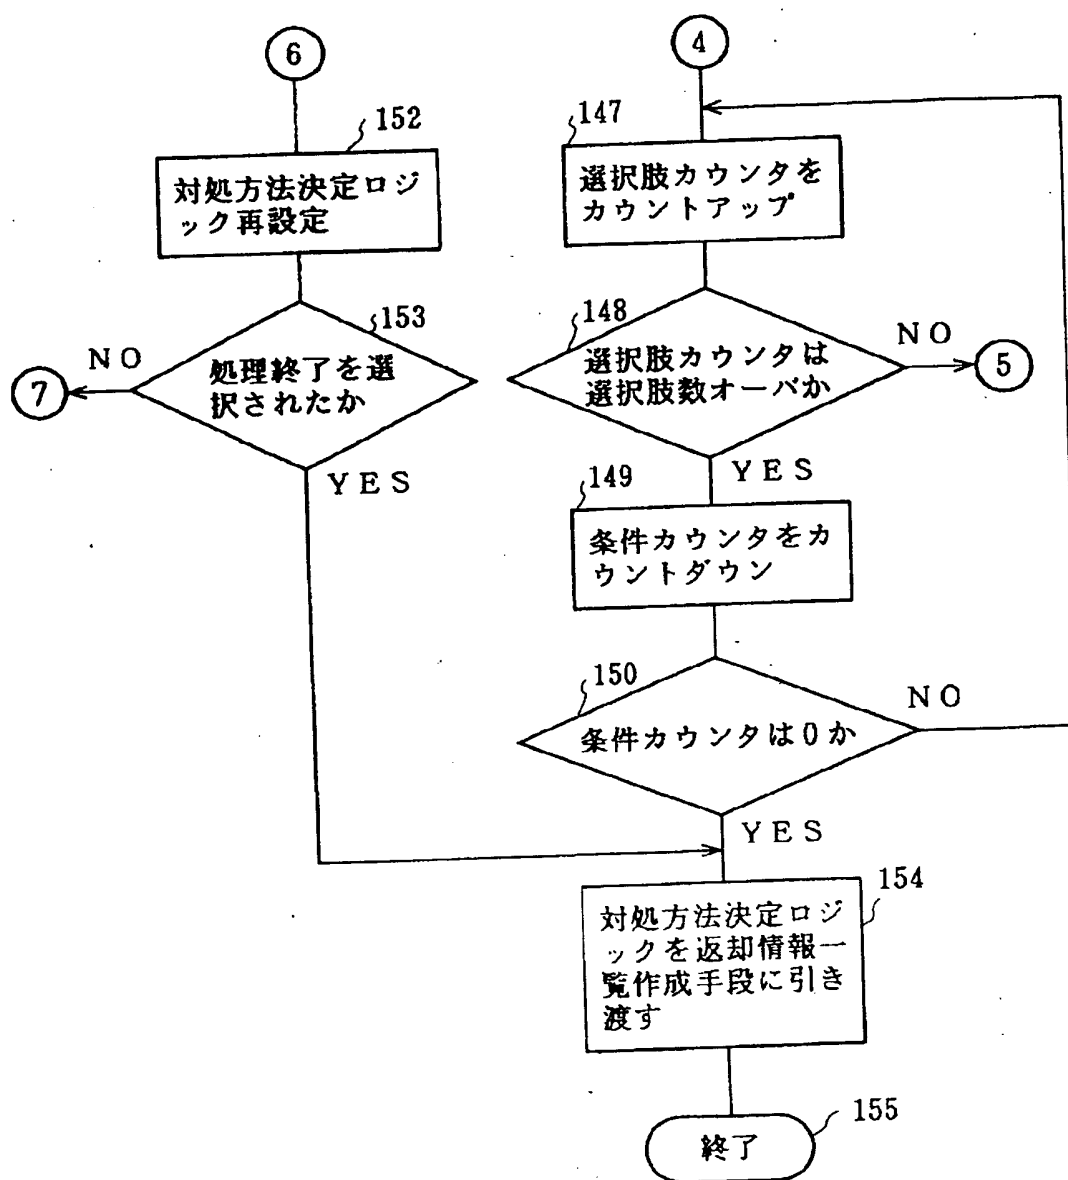 6
152
対処方法決定ロジ
ック再設定
153
処理終了を選
択されたか
NO
7
YES
4
147
選択肢カウンタを
カウントアップ
148
選択肢カウンタは
選択肢数オーバか
NO
5
YES
149
条件カウンタをカ
ウントダウン
150
条件カウンタは0か
NO
YES
154
対処方法決定ロジ
ックを返却情報一
覧作成手段に引き
渡す
155
終了